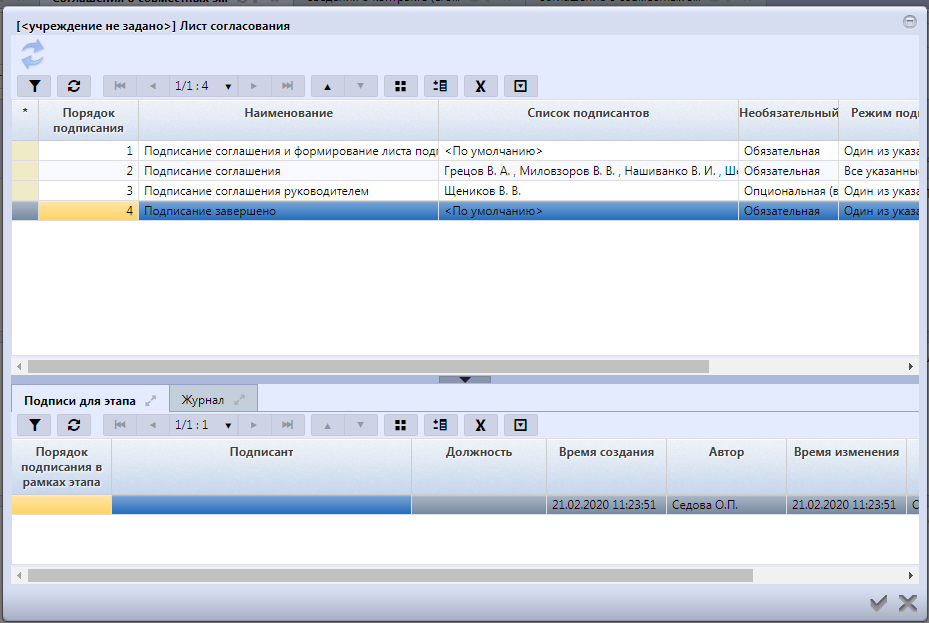 [<учреждение не задано>] Лист согласования
1/1 : 4
* Порядок подписания Наименование Список подписантов Необязательный Режим под
1 Подписание соглашения и формирование листа под <По умолчанию> Обязательная Один из указа
2 Подписание соглашения Грецов В. А. , Миловзоров В. В. , Нашиванко В. И. , Ще Обязательная Все указанны
3 Подписание соглашения руководителем Щеников В. В. Опциональная (в Один из указа
4 Подписание завершено <По умолчанию> Обязательная Один из указа
Подписи для этапа Журнал
1/1 : 1
Порядок подписания в рамках этапа Подписант Должность Время создания Автор Время изменения
21.02.2020 11:23:51 Седова О.П. 21.02.2020 11:23:51 С